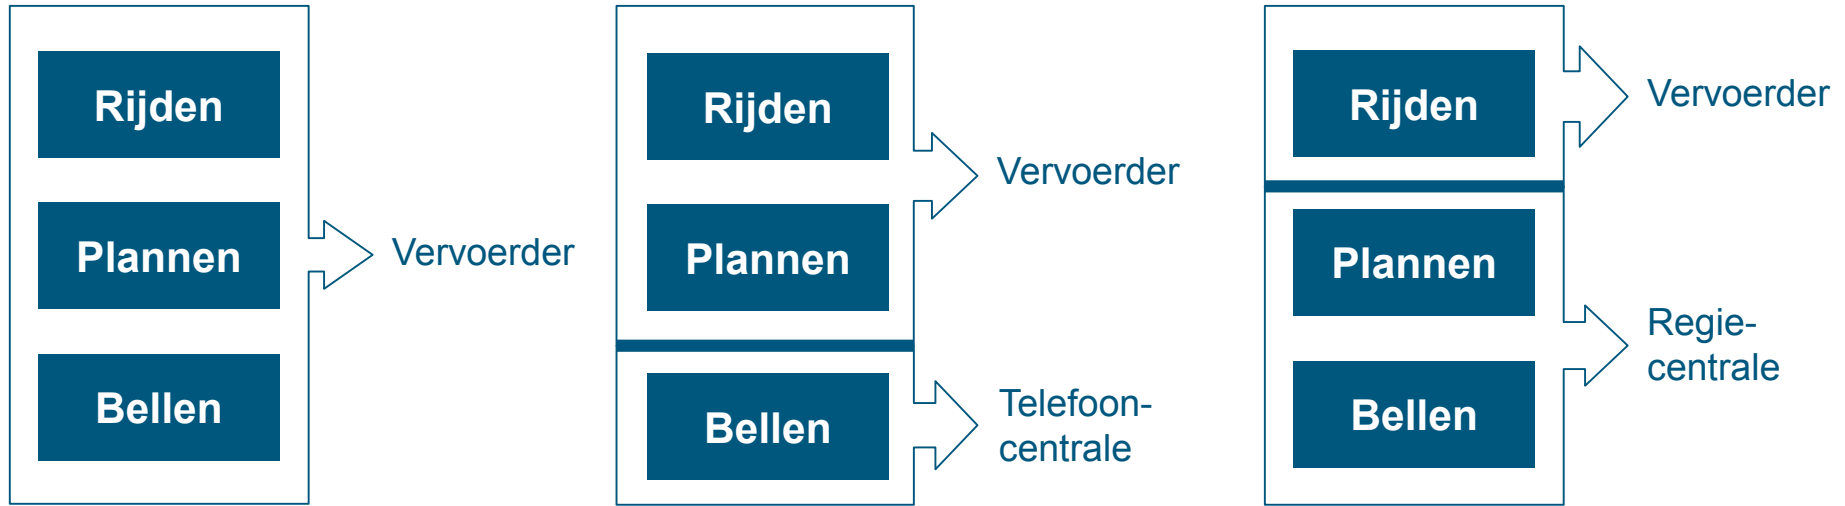 Rijden
Plannen
Bellen
Vervoerder
Rijden
Plannen
Vervoerder
Bellen
Telefoon-
centrale
Rijden
Vervoerder
Plannen
Bellen
Regie-
centrale